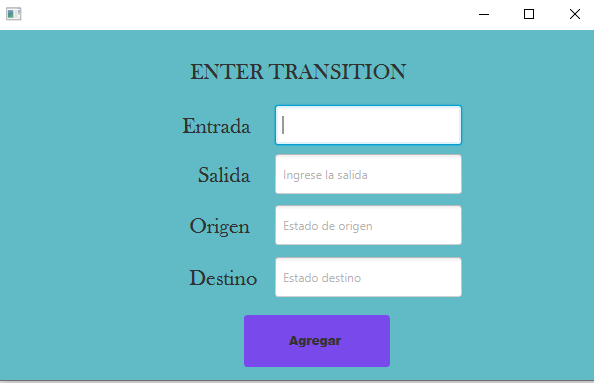 ENTER TRANSITION
Entrada
Salida Ingrese la salida
Origen Estado de origen
Destino Estado destino
Agregar